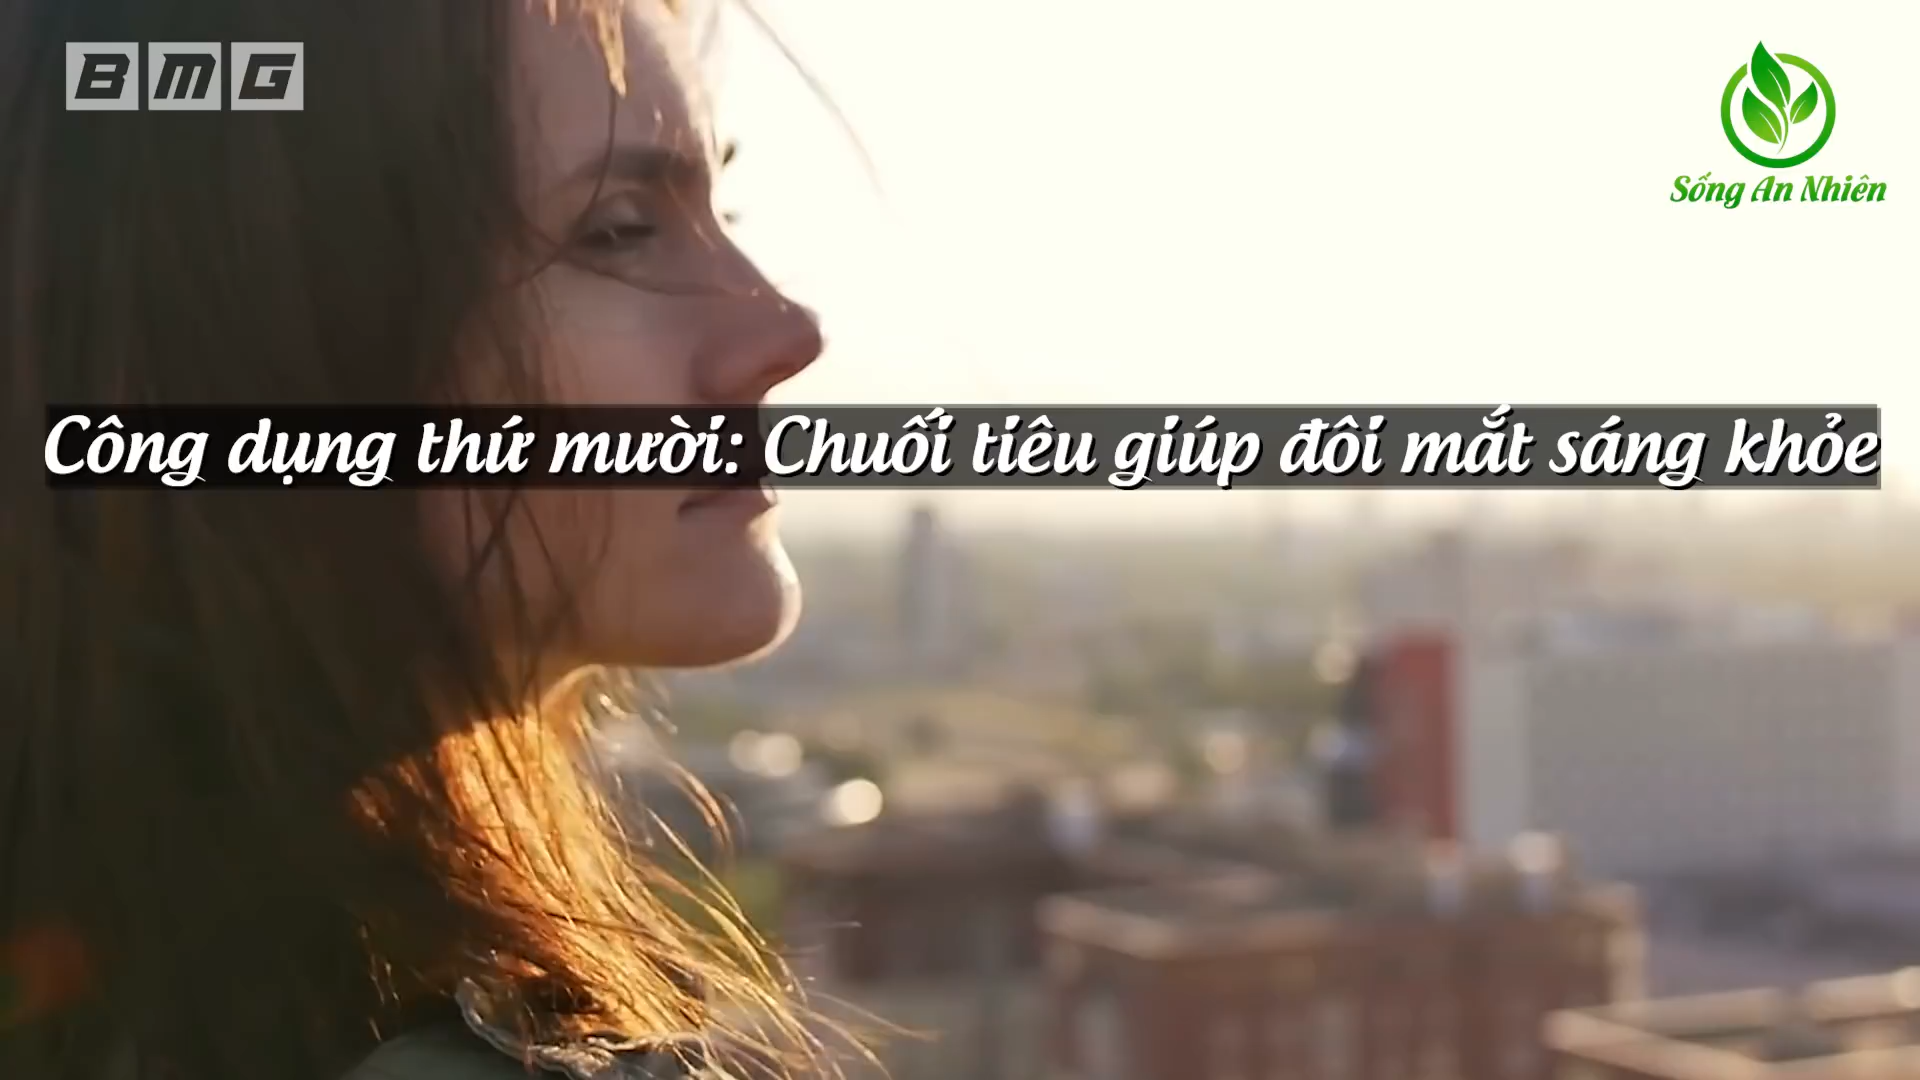 BMG
Sống An Nhiên
Công dụng thứ mười: Chuối tiêu giúp đôi mắt sáng khỏe